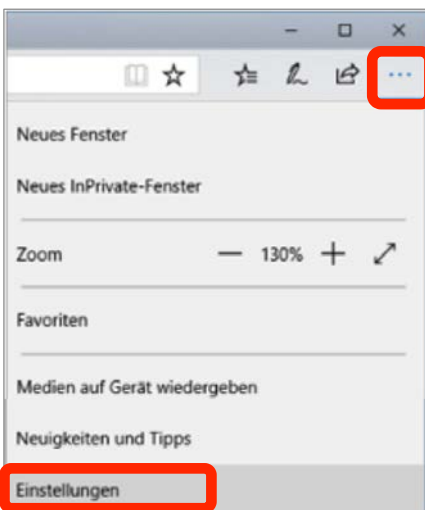 Neues Fenster
Neues InPrivate-Fenster
Zoom — 130% +
Favoriten
Medien auf Gerät wiedergeben
Neuigkeiten und Tipps
Einstellungen